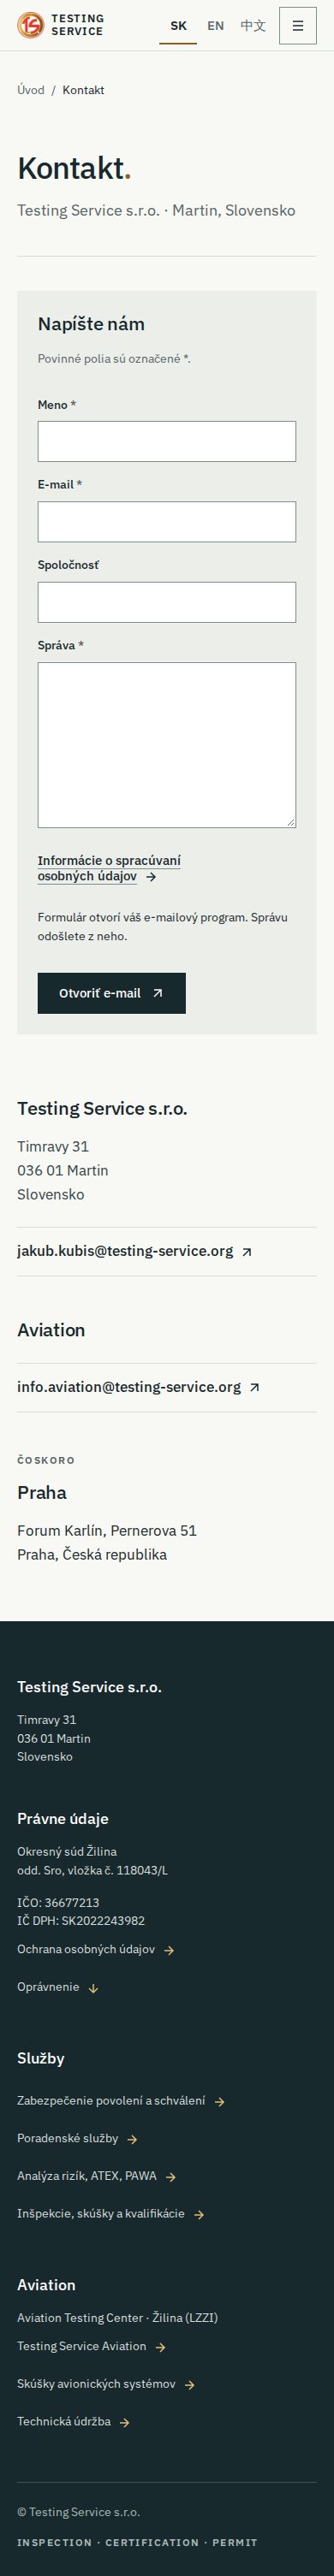 TESTING
SERVICE
SK EN 中文
Úvod / Kontakt
Kontakt.
Testing Service s.r.o. · Martin, Slovensko
Napíšte nám
Povinné polia sú označené *.
Meno *
E-mail *
Spoločnosť
Správa *
Informácie o spracúvaní
osobných údajov →
Formulár otvorí váš e-mailový program. Správu
odošlete z neho.
Otvoriť e-mail ↗
Testing Service s.r.o.
Timravy 31
036 01 Martin
Slovensko
jakub.kubis@testing-service.org ↗
Aviation
info.aviation@testing-service.org ↗
ČOSKORO
Praha
Forum Karlín, Pernerova 51
Praha, Česká republika
Testing Service s.r.o.
Timravy 31
036 01 Martin
Slovensko
Právne údaje
Okresný súd Žilina
odd. Sro, vložka č. 118043/L
IČO: 36677213
IČ DPH: SK2022243982
Ochrana osobných údajov →
Oprávnenie ↓
Služby
Zabezpečenie povolení a schválení →
Poradenské služby →
Analýza rizík, ATEX, PAWA →
Inšpekcie, skúšky a kvalifikácie →
Aviation
Aviation Testing Center · Žilina (LZZI)
Testing Service Aviation →
Skúšky avionických systémov →
Technická údržba →
© Testing Service s.r.o.
INSPECTION · CERTIFICATION · PERMIT